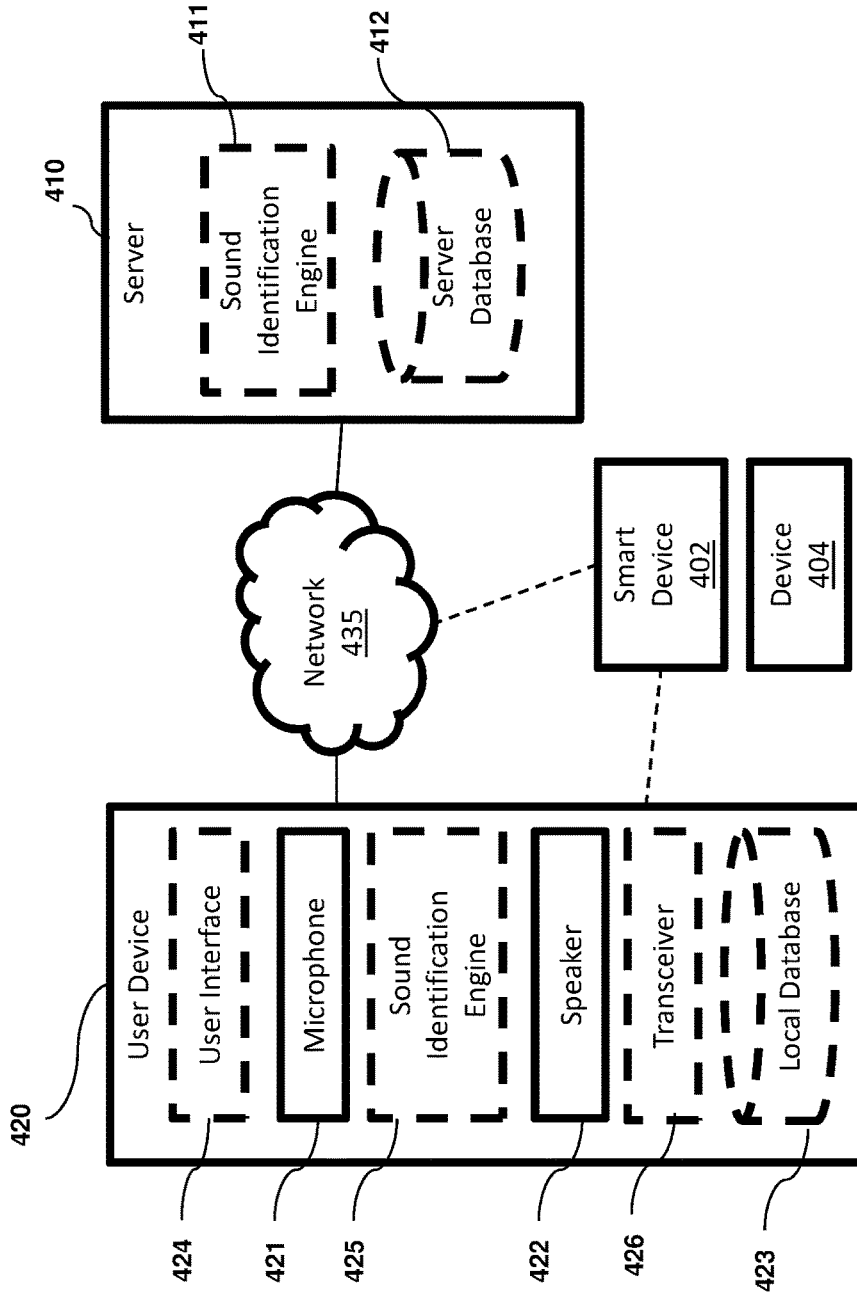 420
User Device
424
User Interface
421
Microphone
425
Sound
Identification
Engine
422
Speaker
426
Transceiver
423
Local Database
Network
435
410
Server
411
Sound
Identification
Engine
412
Server
Database
Smart
Device
402
Device
404